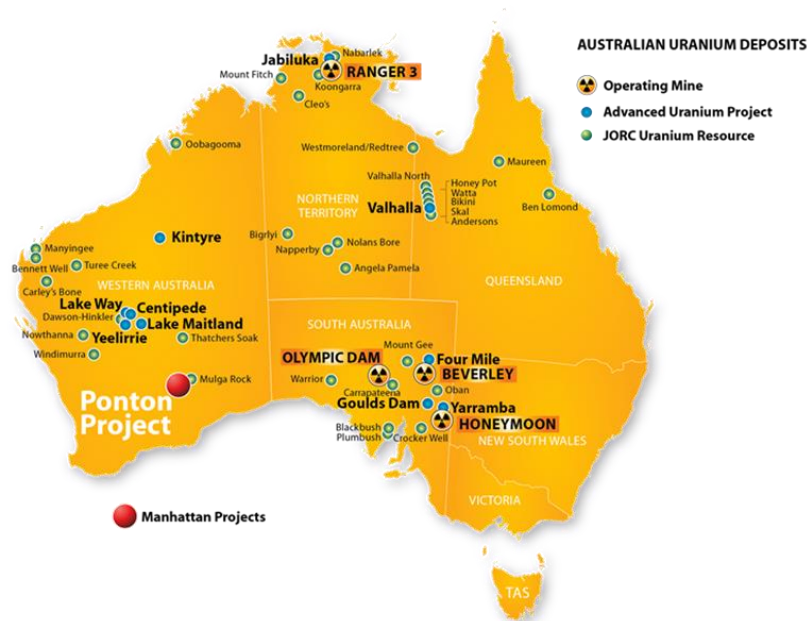 AUSTRALIAN URANIUM DEPOSITS
Operating Mine
Advanced Uranium Project
JORC Uranium Resource
Jabiluka
Nabarlek
RANGER 3
Mount Fitch
Koongarra
Cleo's
Oobagooma
Westmoreland/Redtree
Maureen
Valhalla North
Honey Pot
Watta
Bikini
Skal
Andersons
Valhalla
Ben Lomond
NORTHERN
TERRITORY
Kintyre
Bigrlyi
Nolans Bore
Napperby
Angela Pamela
QUEENSLAND
Manyingee
Bennett Well
Turee Creek
Carley's Bone
WESTERN AUSTRALIA
Lake Way
Centipede
Dawson-Hinkler
Lake Maitland
Nowthanna
Yeelirrie
Thatchers Soak
Windimurra
SOUTH AUSTRALIA
Mount Gee
OLYMPIC DAM
Four Mile
BEVERLEY
Warrior
Carrapateena
Oban
Mulga Rock
Ponton
Project
Goulds Dam
Yarramba
HONEYMOON
Blackbush
Plumbush
Crocker Well
NEW SOUTH WALES
VICTORIA
Manhattan Projects
TAS